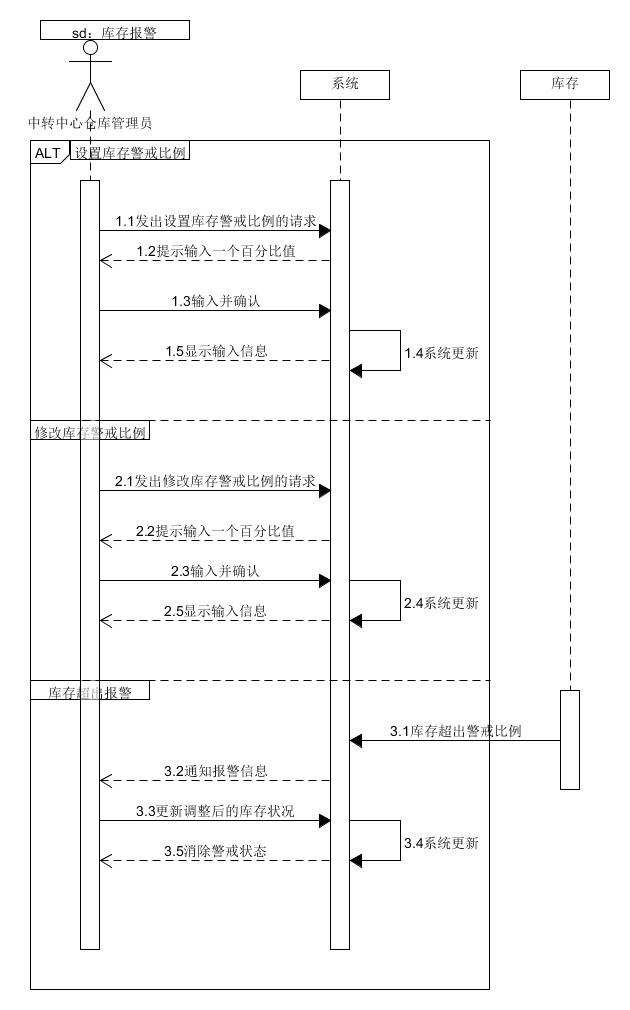 sd：库存报警
系统
库存
中转中心仓库管理员
ALT
设置库存警戒比例
1.1发出设置库存警戒比例的请求
1.2提示输入一个百分比值
1.3输入并确认
1.5显示输入信息
1.4系统更新
修改库存警戒比例
2.1发出修改库存警戒比例的请求
2.2提示输入一个百分比值
2.3输入并确认
2.4系统更新
2.5显示输入信息
库存超出报警
3.1库存超出警戒比例
3.2通知报警信息
3.3更新调整后的库存状况
3.4系统更新
3.5消除警戒状态